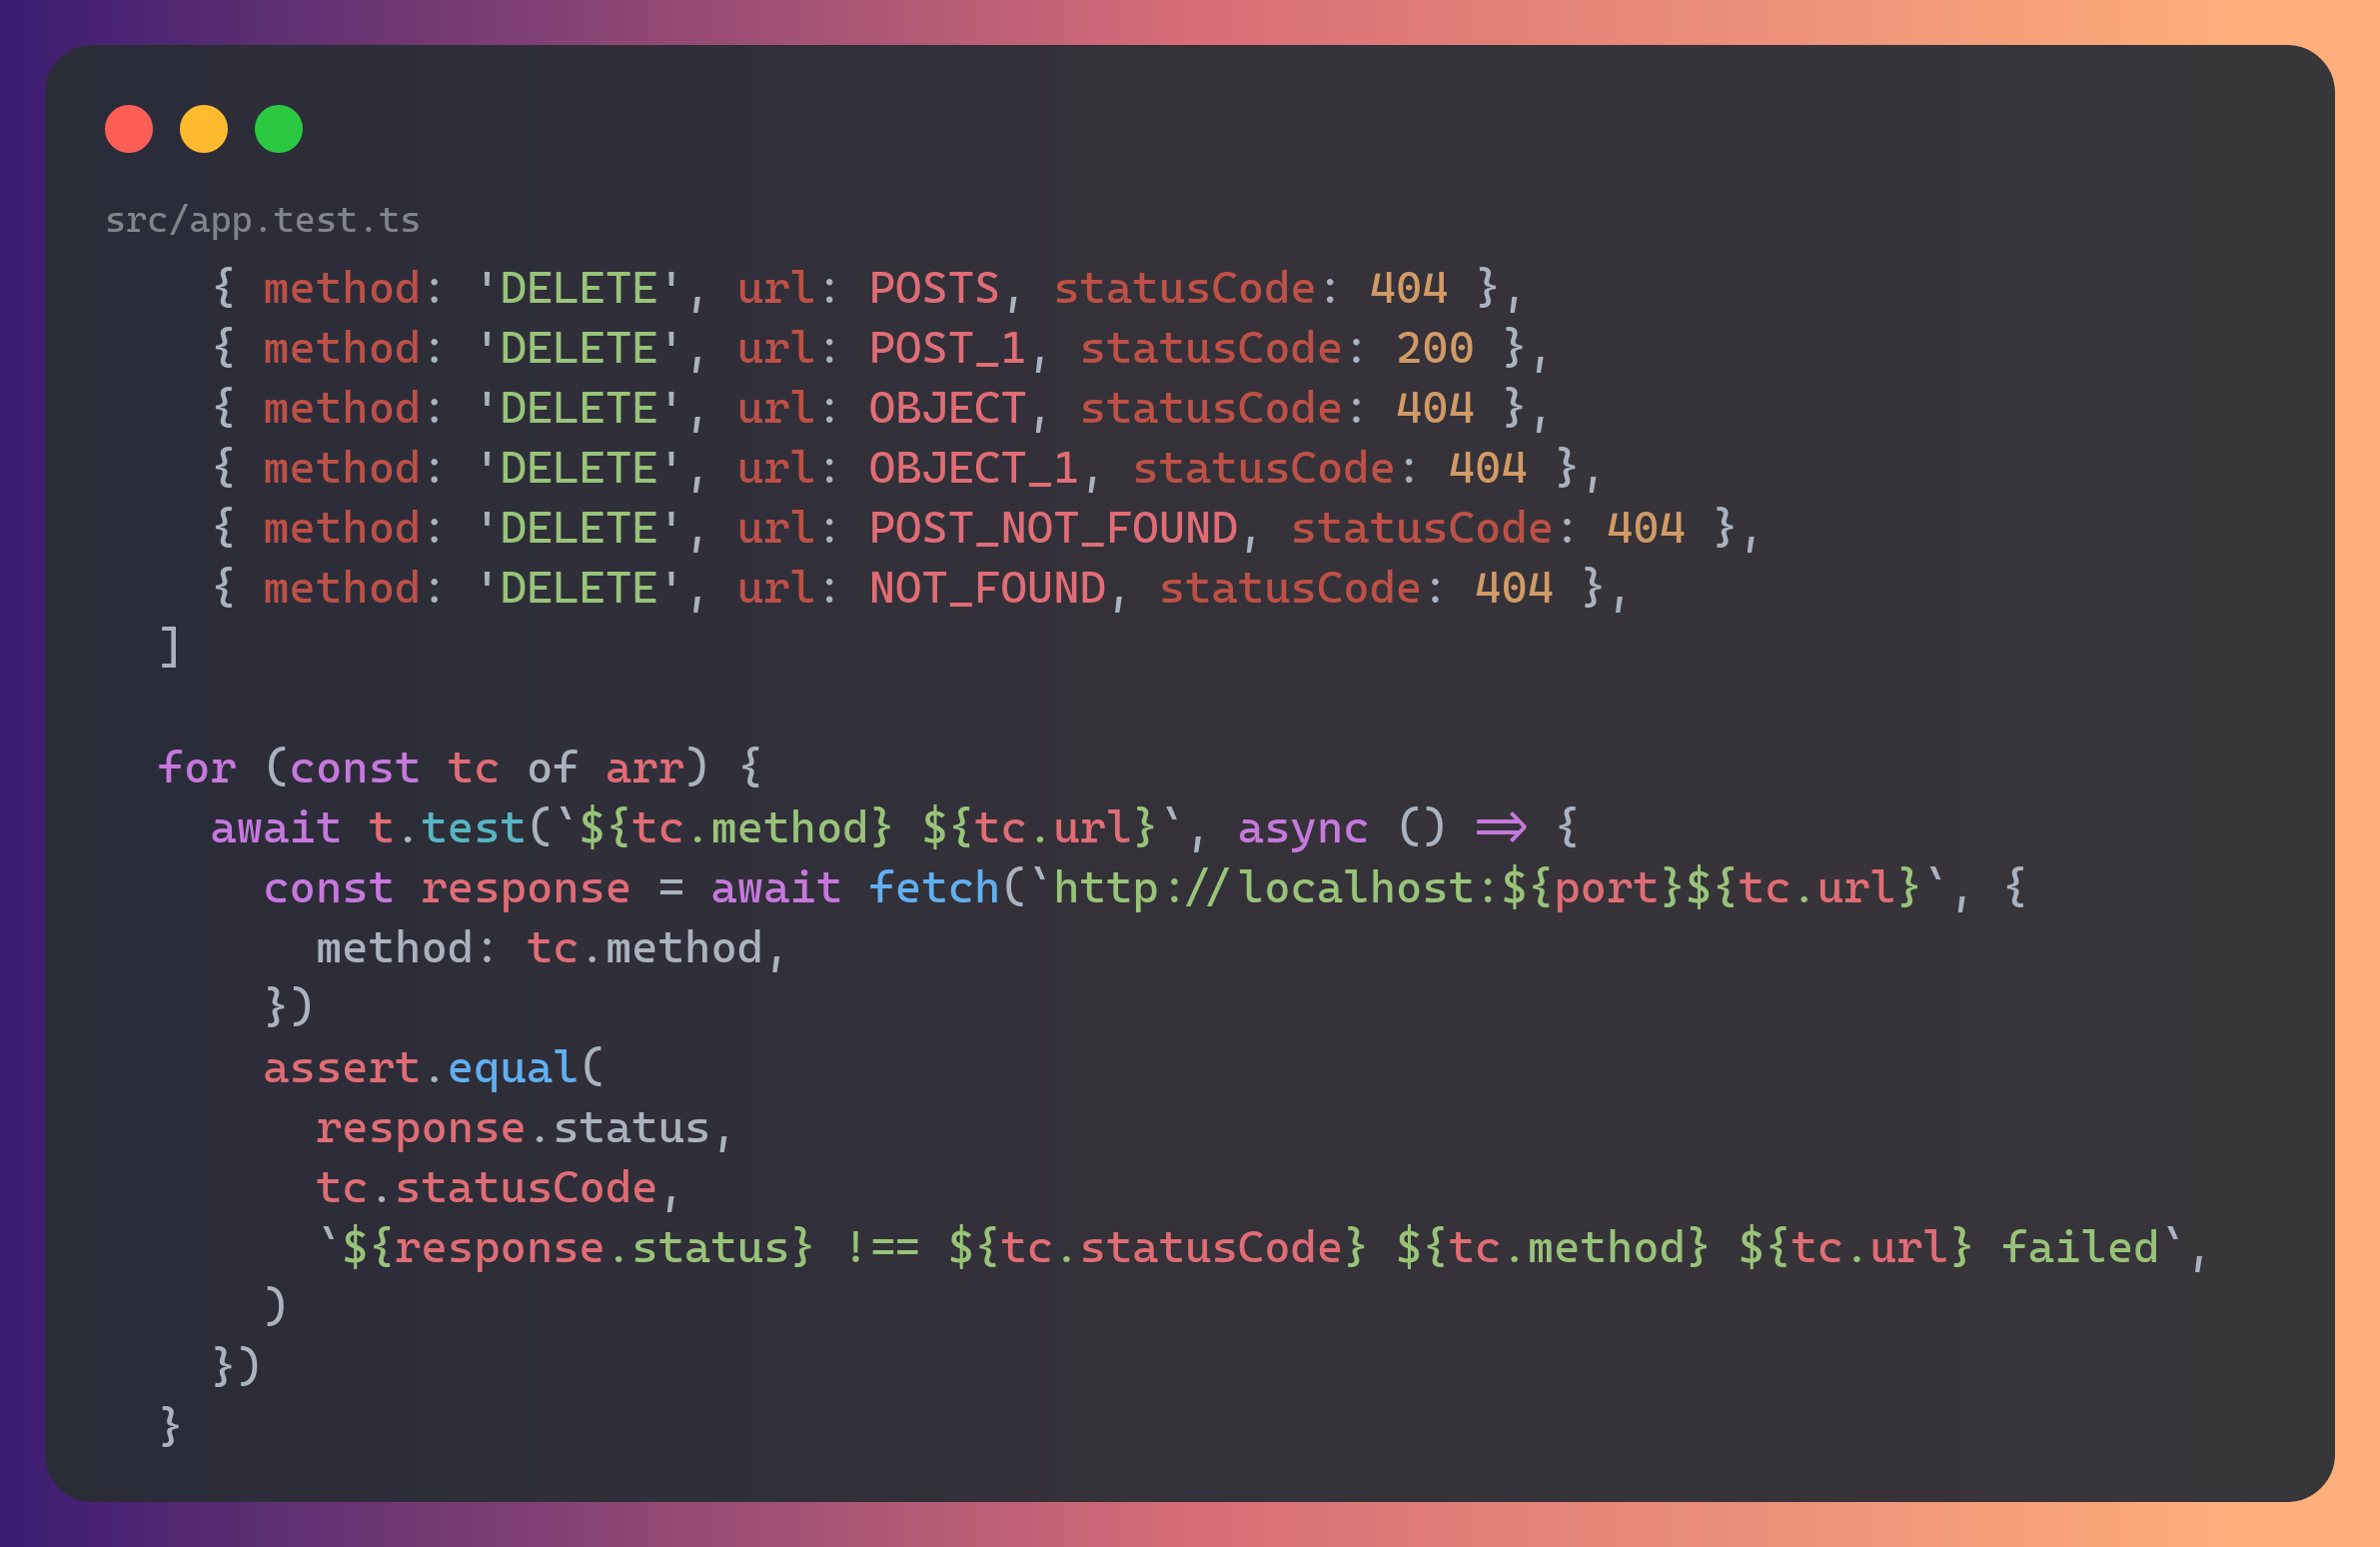 src/app.test.ts
    { method: 'DELETE', url: POSTS, statusCode: 404 },
    { method: 'DELETE', url: POST_1, statusCode: 200 },
    { method: 'DELETE', url: OBJECT, statusCode: 404 },
    { method: 'DELETE', url: OBJECT_1, statusCode: 404 },
    { method: 'DELETE', url: POST_NOT_FOUND, statusCode: 404 },
    { method: 'DELETE', url: NOT_FOUND, statusCode: 404 },
  ]

  for (const tc of arr) {
    await t.test(`${tc.method} ${tc.url}`, async () => {
      const response = await fetch(`http://localhost:${port}${tc.url}`, {
        method: tc.method,
      })
      assert.equal(
        response.status,
        tc.statusCode,
        `${response.status} !== ${tc.statusCode} ${tc.method} ${tc.url} failed`,
      )
    })
  }